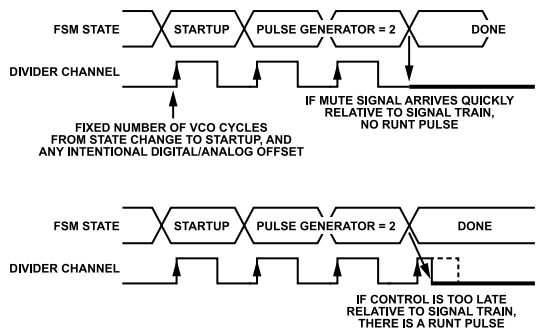 FSM STATE
STARTUP
PULSE GENERATOR = 2
DONE
DIVIDER CHANNEL
IF MUTE SIGNAL ARRIVES QUICKLY
RELATIVE TO SIGNAL TRAIN,
NO RUNT PULSE
FIXED NUMBER OF VCO CYCLES
FROM STATE CHANGE TO STARTUP, AND
ANY INTENTIONAL DIGITAL/ANALOG OFFSET
FSM STATE
STARTUP
PULSE GENERATOR = 2
DONE
DIVIDER CHANNEL
IF CONTROL IS TOO LATE
RELATIVE TO SIGNAL TRAIN,
THERE IS A RUNT PULSE